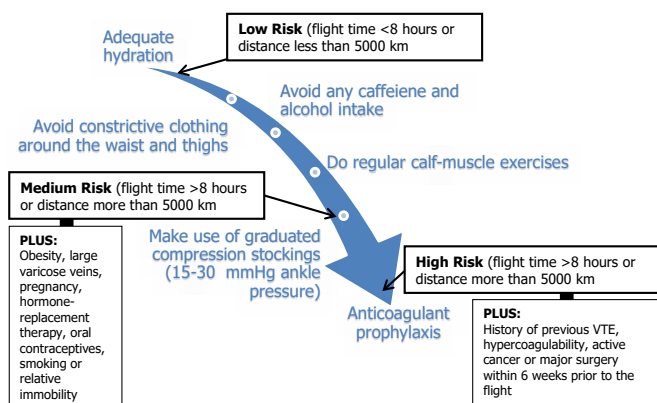 Low Risk (flight time <8 hours or
distance less than 5000 km
Adequate
hydration
Avoid any caffeiene and
alcohol intake
Avoid constrictive clothing
around the waist and thighs
Do regular calf-muscle exercises
Medium Risk (flight time >8 hours
or distance more than 5000 km
PLUS:
Obesity, large
varicose veins,
pregnancy,
hormone-
replacement
therapy, oral
contraceptives,
smoking or
relative
immobility
Make use of graduated
compression stockings
(15-30 mmHg ankle
pressure)
High Risk (flight time >8 hours or
distance more than 5000 km
Anticoagulant
prophylaxis
PLUS:
History of previous VTE,
hypercoagulability, active
cancer or major surgery
within 6 weeks prior to the
flight